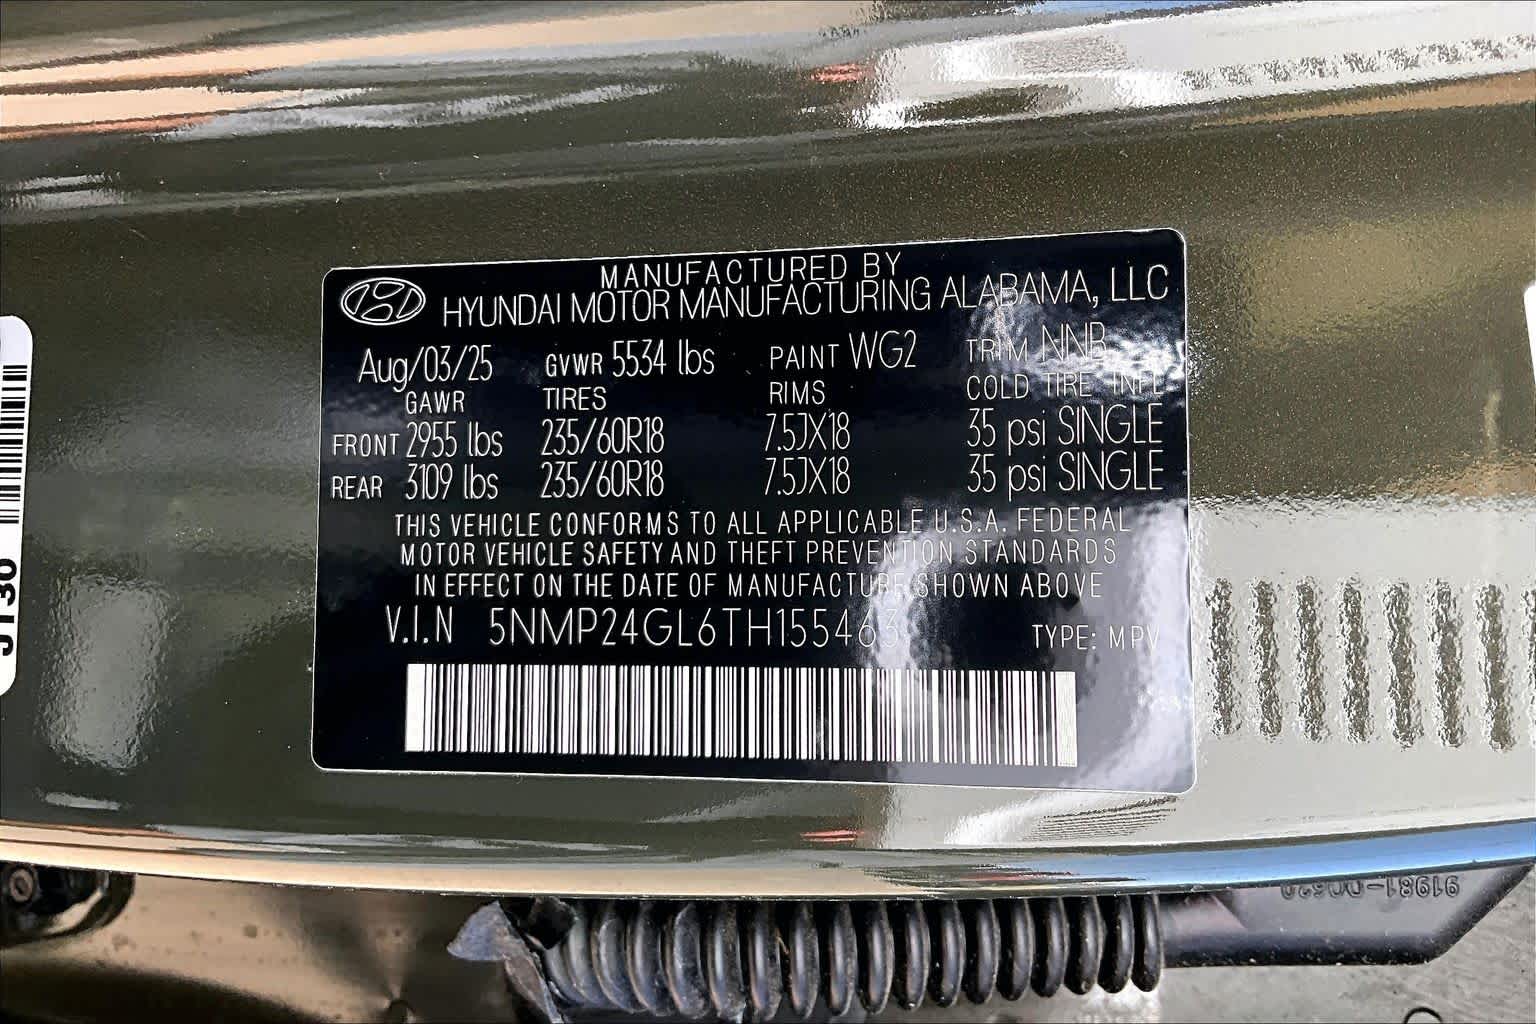 MANUFACTURED BY
HYUNDAI MOTOR MANUFACTURING ALABAMA, LLC
Aug/03/25 GVWR 5534 lbs PAINT WG2 TRIM NNB
GAWR TIRES RIMS COLD TIRE INFL
FRONT 2955 lbs 235/60R18 7.5JX18 35 psi SINGLE
REAR 3109 lbs 235/60R18 7.5JX18 35 psi SINGLE
THIS VEHICLE CONFORMS TO ALL APPLICABLE U.S.A. FEDERAL
MOTOR VEHICLE SAFETY AND THEFT PREVENTION STANDARDS
IN EFFECT ON THE DATE OF MANUFACTURE SHOWN ABOVE
V.I.N 5NMP24GL6TH155463 TYPE: MPV